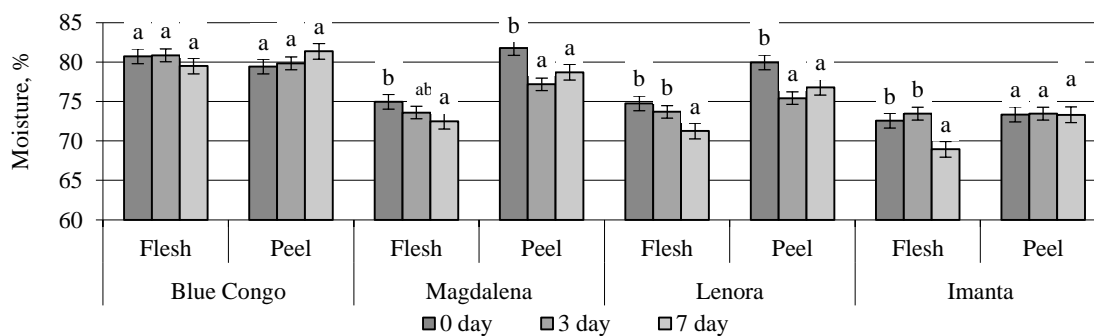 Moisture, %
85
80
75
70
65
60
a a a a a a b ab a b a a b b a b a a b b a a a a
Flesh Peel Flesh Peel Flesh Peel Flesh Peel
Blue Congo Magdalena Lenora Imanta
0 day 3 day 7 day